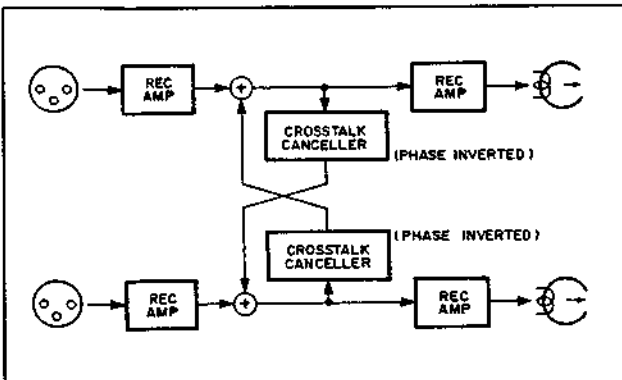 REC
AMP
REC
AMP
CROSSTALK
CANCELLER
(PHASE INVERTED)
(PHASE INVERTED)
CROSSTALK
CANCELLER
REC
AMP
REC
AMP